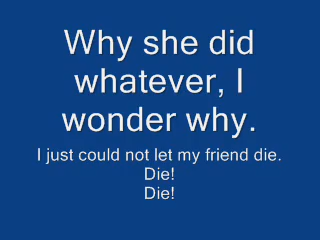 Why she did
whatever, I
wonder why.
I just could not let my friend die.
Die!
Die!